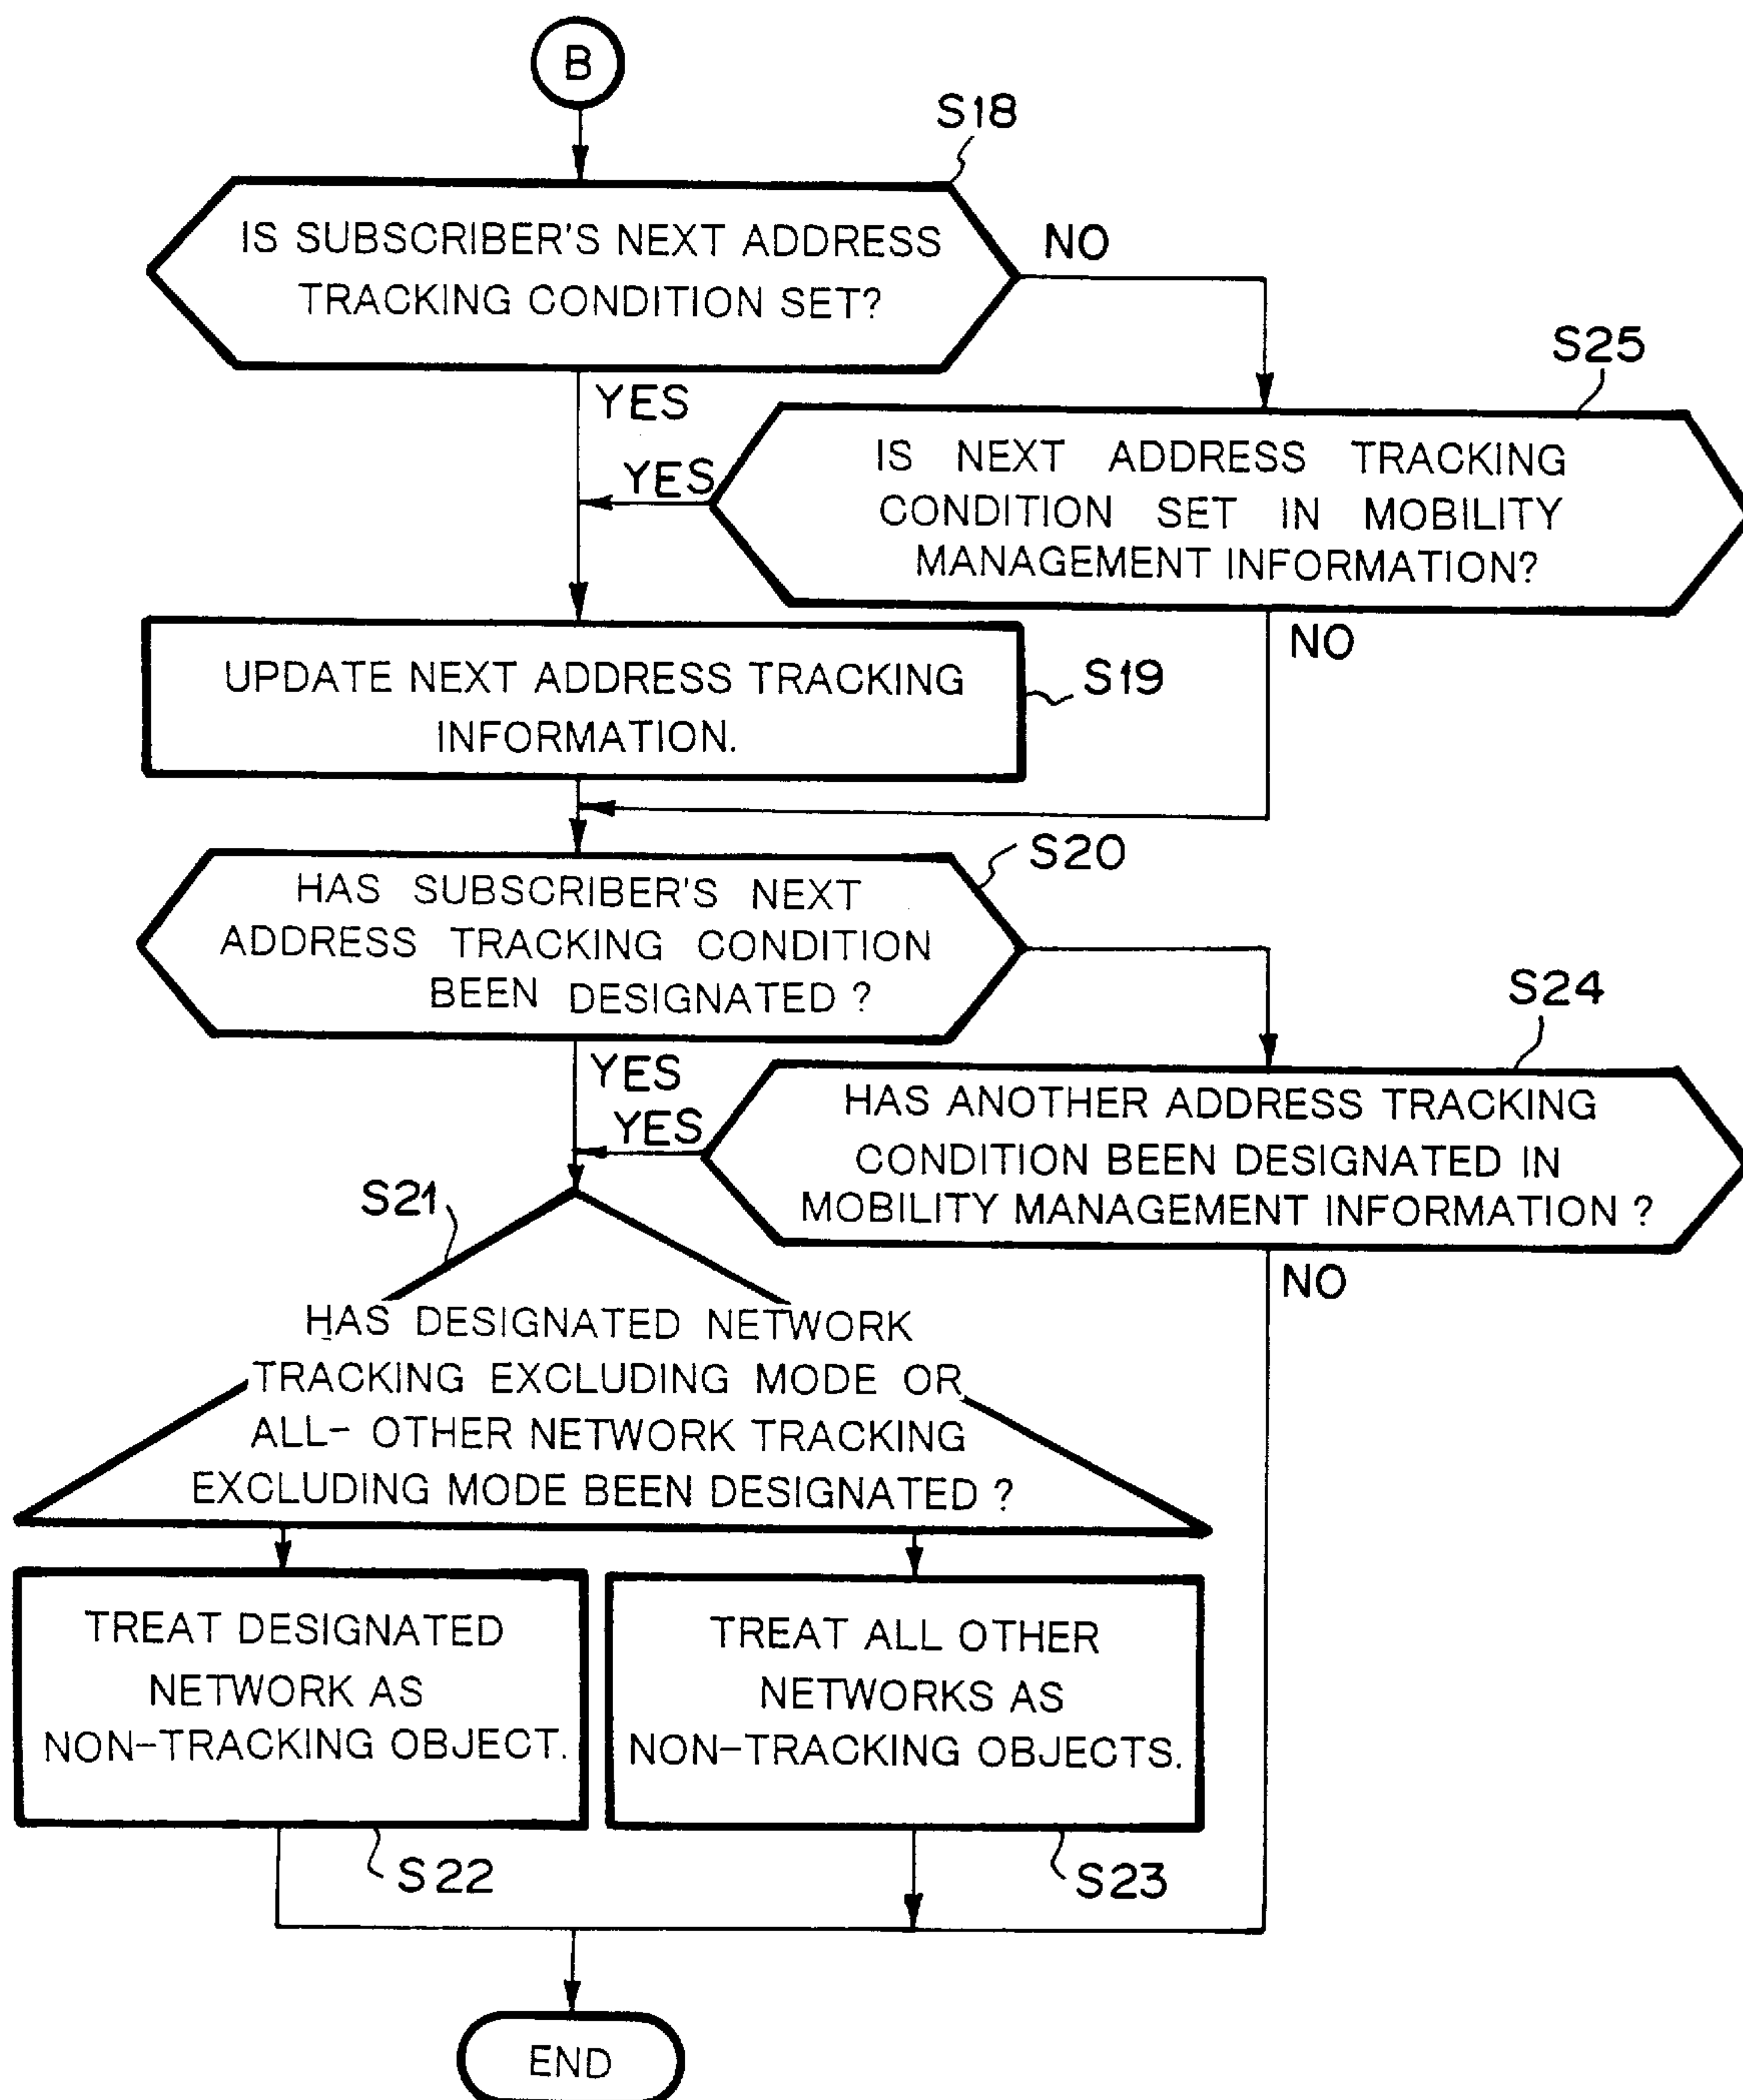 B
S18
IS SUBSCRIBER'S NEXT ADDRESS
TRACKING CONDITION SET?
NO
YES
S25
IS NEXT ADDRESS TRACKING
CONDITION SET IN MOBILITY
MANAGEMENT INFORMATION?
YES
NO
UPDATE NEXT ADDRESS TRACKING
INFORMATION.
S19
S20
HAS SUBSCRIBER'S NEXT
ADDRESS TRACKING CONDITION
BEEN DESIGNATED ?
YES
S24
HAS ANOTHER ADDRESS TRACKING
CONDITION BEEN DESIGNATED IN
MOBILITY MANAGEMENT INFORMATION ?
YES
NO
S21
HAS DESIGNATED NETWORK
TRACKING EXCLUDING MODE OR
ALL- OTHER NETWORK TRACKING
EXCLUDING MODE BEEN DESIGNATED ?
TREAT DESIGNATED
NETWORK AS
NON-TRACKING OBJECT.
S22
TREAT ALL OTHER
NETWORKS AS
NON-TRACKING OBJECTS.
S23
END